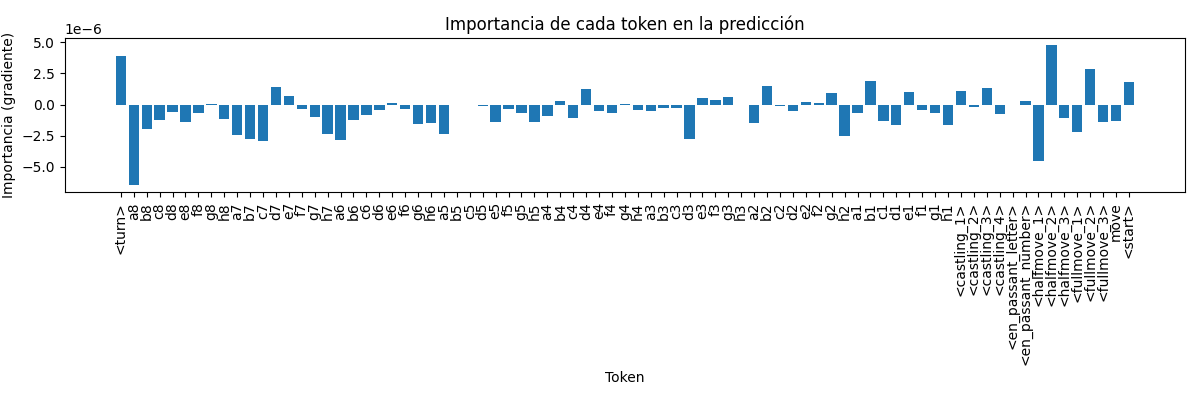 Importancia de cada token en la predicción
1e−6
Importancia (gradiente)
5.0
2.5
0.0
−2.5
−5.0
<turn>
a8
b8
c8
d8
e8
f8
g8
h8
a7
b7
c7
d7
e7
f7
g7
h7
a6
b6
c6
d6
e6
f6
g6
h6
a5
b5
c5
d5
e5
f5
g5
h5
a4
b4
c4
d4
e4
f4
g4
h4
a3
b3
c3
d3
e3
f3
g3
h3
a2
b2
c2
d2
e2
f2
g2
h2
a1
b1
c1
d1
e1
f1
g1
h1
<castling_1>
<castling_2>
<castling_3>
<castling_4>
<en_passant_letter>
<en_passant_number>
<halfmove_1>
<halfmove_2>
<halfmove_3>
<fullmove_1>
<fullmove_2>
<fullmove_3>
move
<start>
Token